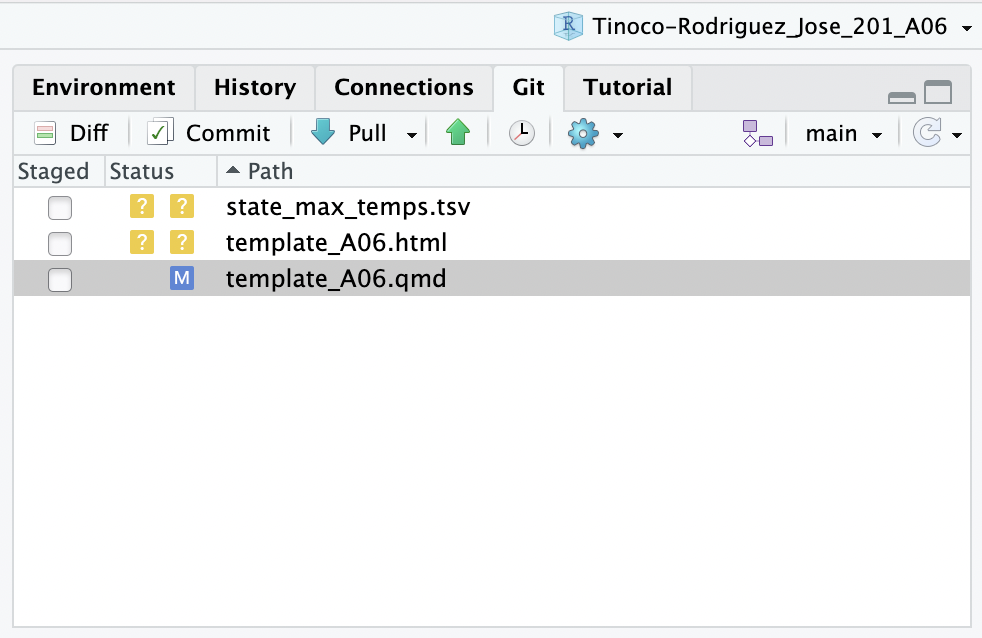 Tinoco-Rodriguez_Jose_201_A06
Environment History Connections Git Tutorial
Diff Commit Pull main
Staged Status Path
? ? state_max_temps.tsv
? ? template_A06.html
M template_A06.qmd